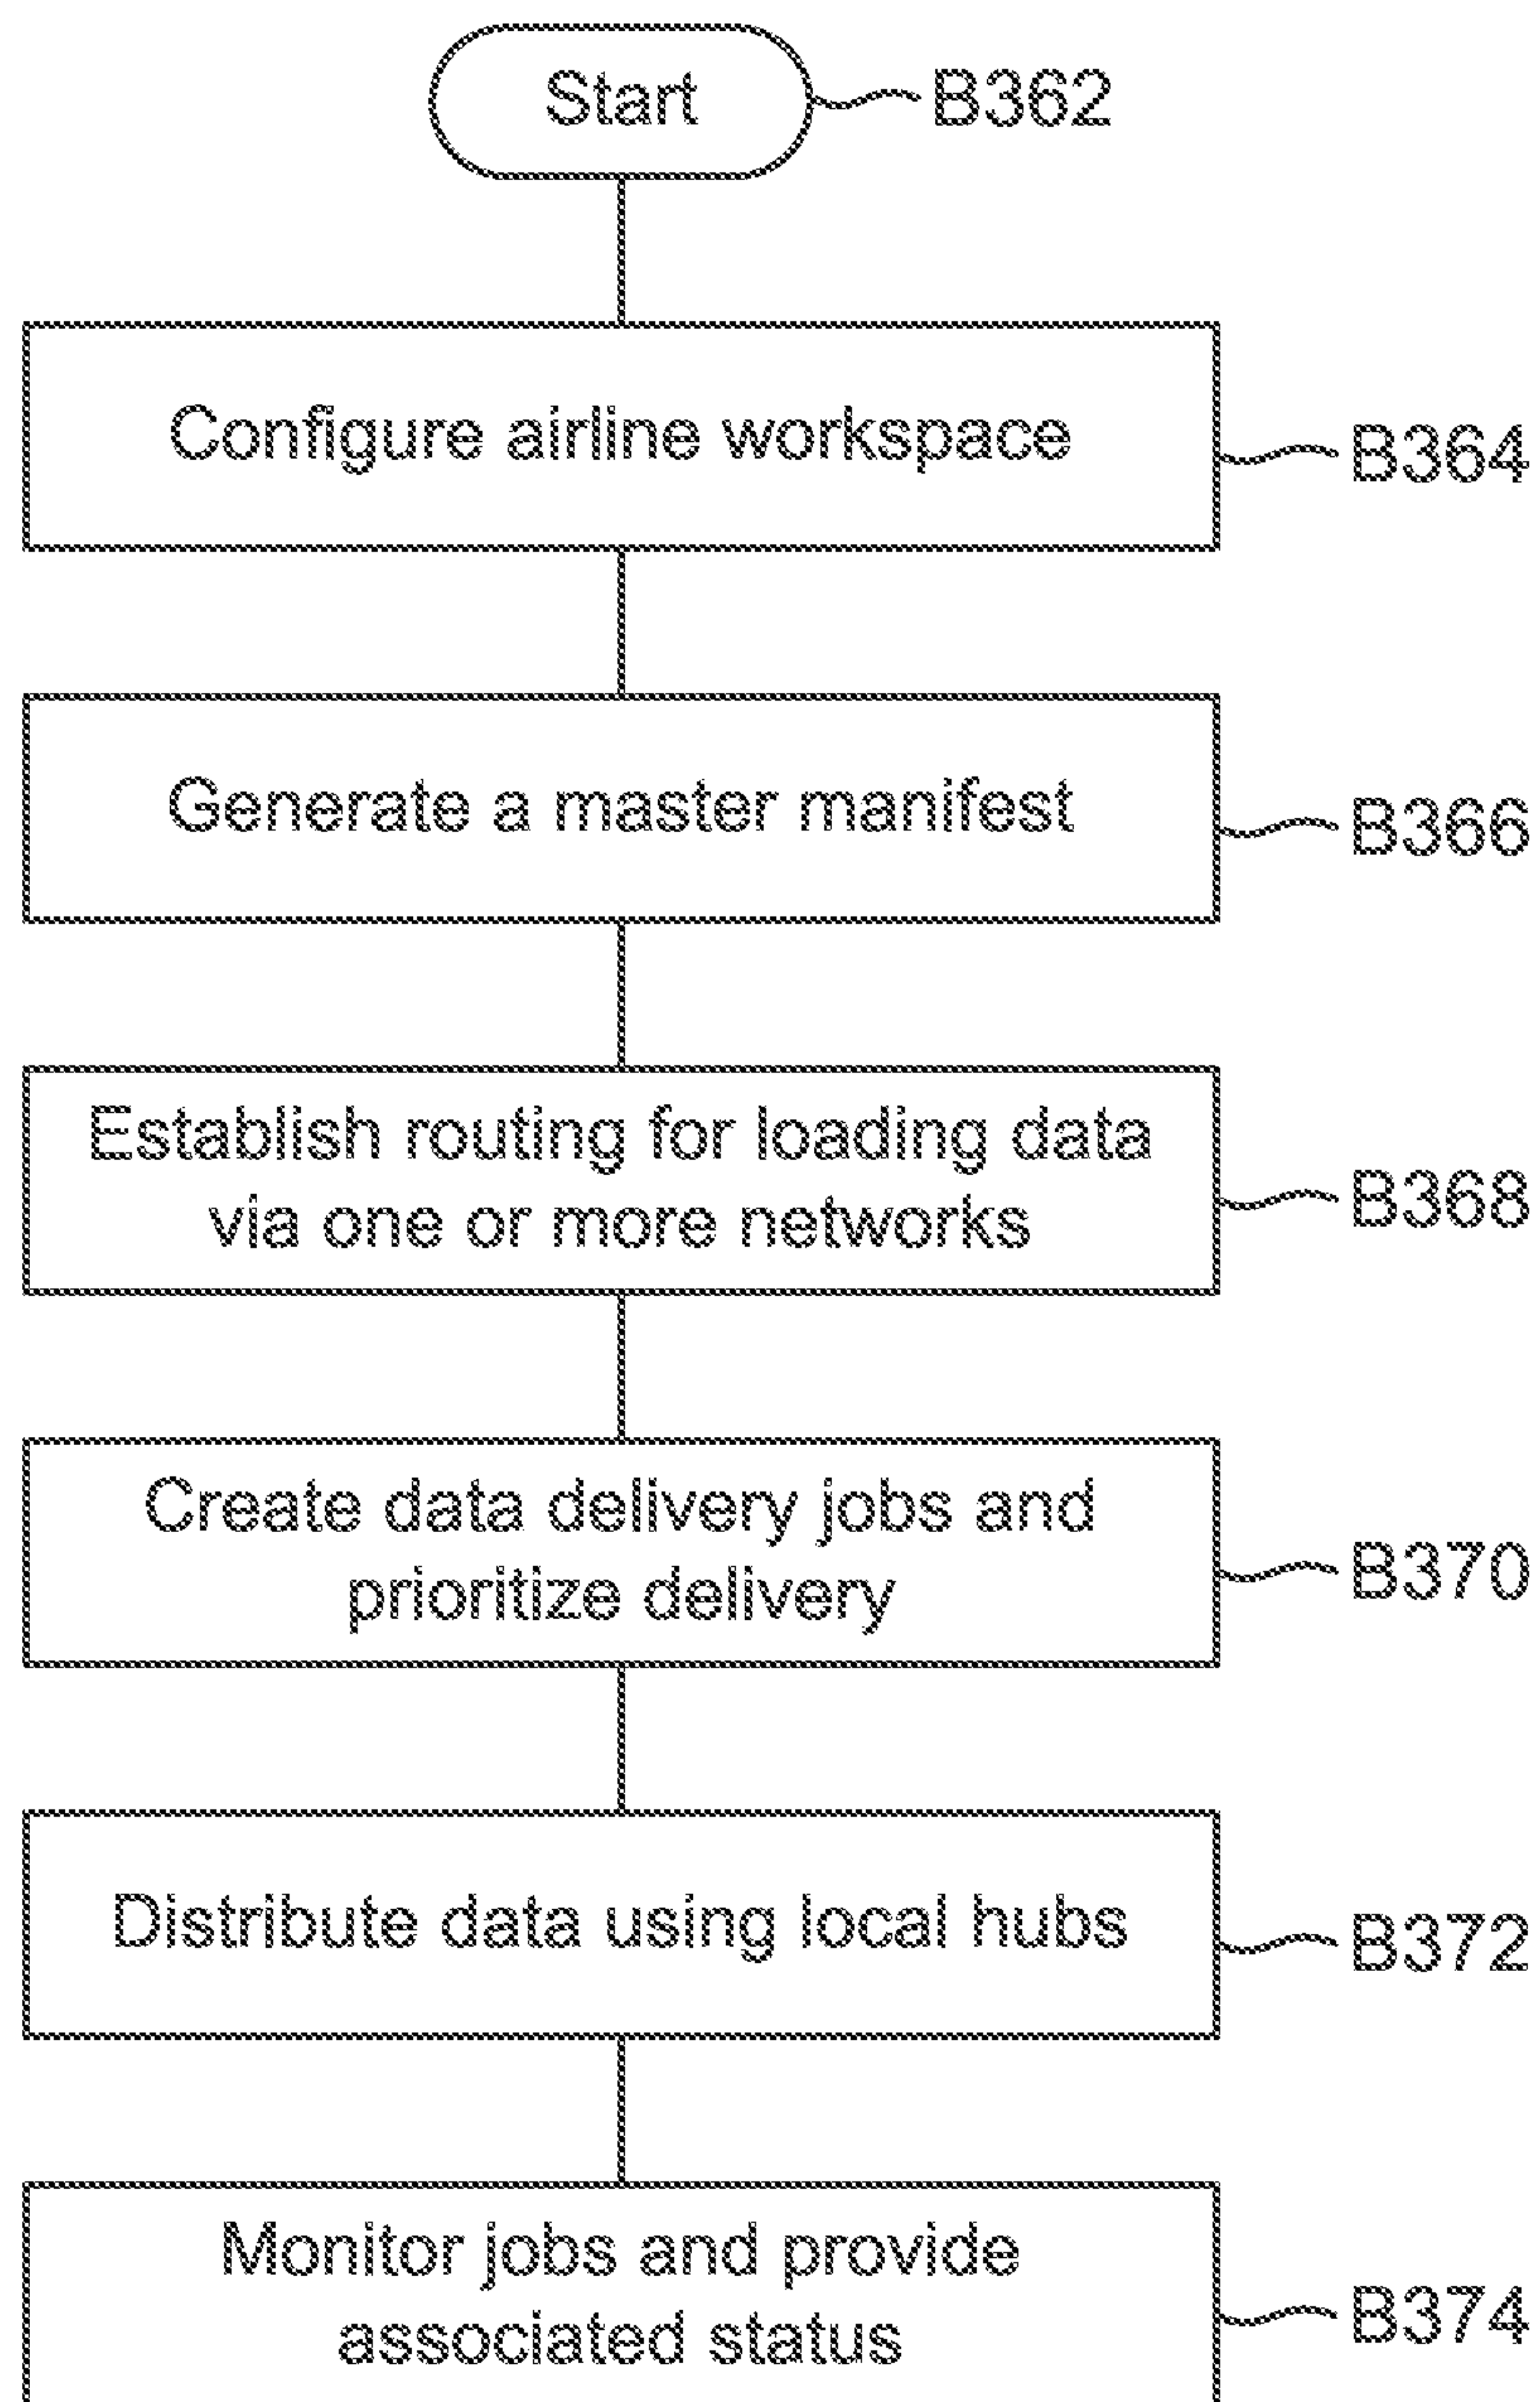 Start
B362
Configure airline workspace
B364
Generate a master manifest
B366
Establish routing for loading data
via one or more networks
B368
Create data delivery jobs and
prioritize delivery
B370
Distribute data using local hubs
B372
Monitor jobs and provide
associated status
B374